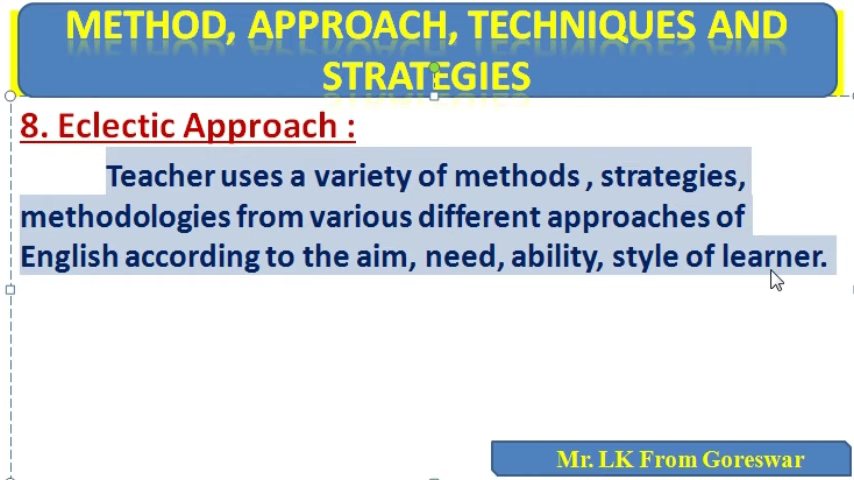 METHOD, APPROACH, TECHNIQUES AND
STRATEGIES
8. Eclectic Approach :
Teacher uses a variety of methods , strategies,
methodologies from various different approaches of
English according to the aim, need, ability, style of learner.
Mr. LK From Goreswar